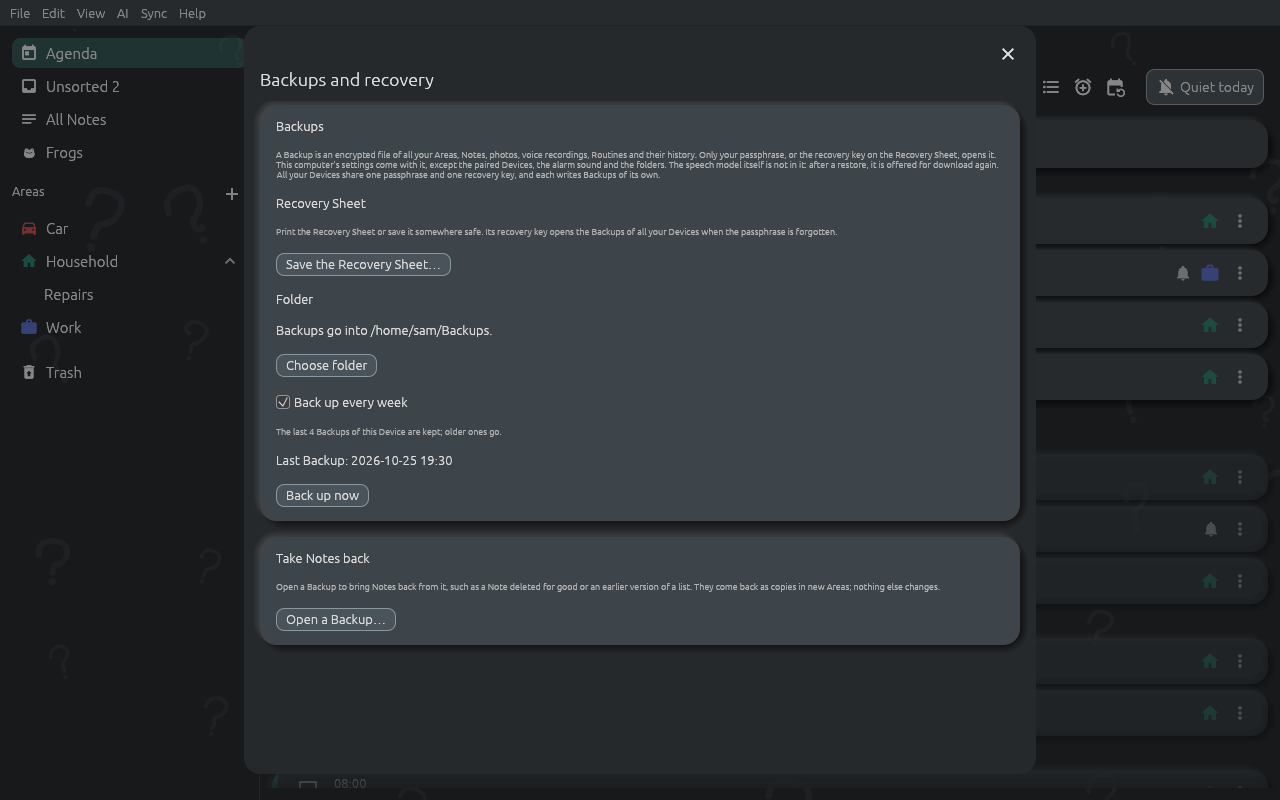 File Edit View AI Sync Help
Agenda
Unsorted 2
All Notes
Frogs
Areas
Car
Household
Repairs
Work
Trash
Quiet today
Backups and recovery
Backups
A Backup is an encrypted file of all your Areas, Notes, photos, voice recordings, Routines and their history. Only your passphrase, or the recovery key on the Recovery Sheet, opens it.
This computer's settings come with it, except the paired Devices, the alarm sound and the folders. The speech model itself is not in it: after a restore, it is offered for download again.
All your Devices share one passphrase and one recovery key, and each writes Backups of its own.
Recovery Sheet
Print the Recovery Sheet or save it somewhere safe. Its recovery key opens the Backups of all your Devices when the passphrase is forgotten.
Save the Recovery Sheet…
Folder
Backups go into /home/sam/Backups.
Choose folder
Back up every week
The last 4 Backups of this Device are kept; older ones go.
Last Backup: 2026-10-25 19:30
Back up now
Take Notes back
Open a Backup to bring Notes back from it, such as a Note deleted for good or an earlier version of a list. They come back as copies in new Areas; nothing else changes.
Open a Backup…
08:00